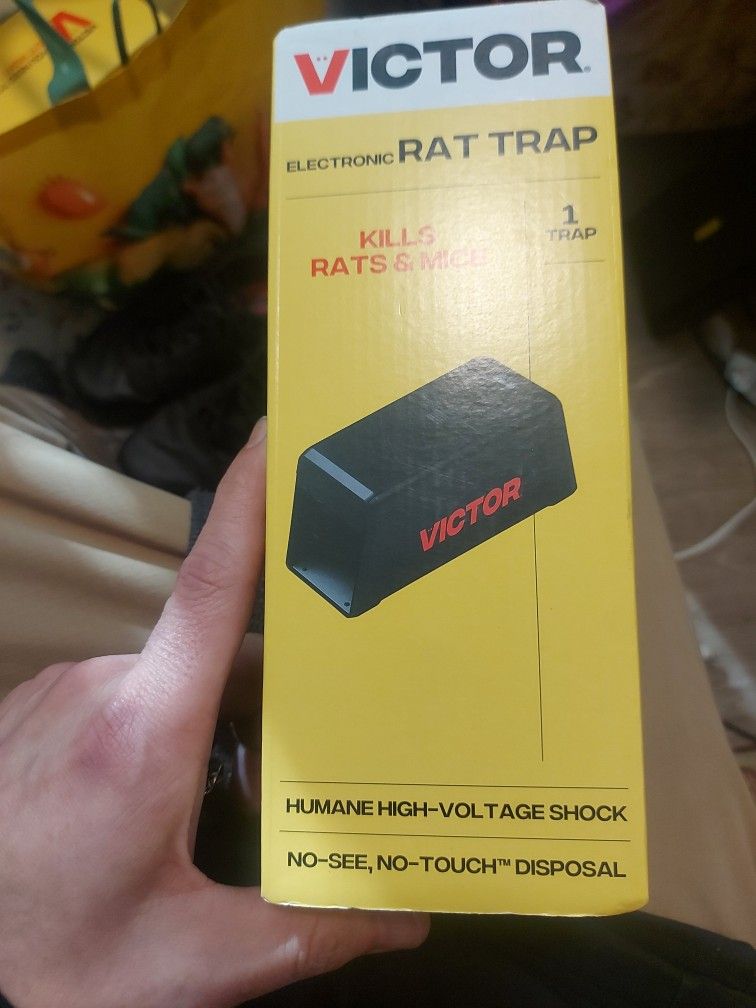 VICTOR®
ELECTRONIC RAT TRAP
1
TRAP
KILLS
RATS & MICE
VICTOR
HUMANE HIGH-VOLTAGE SHOCK
NO-SEE, NO-TOUCH™ DISPOSAL